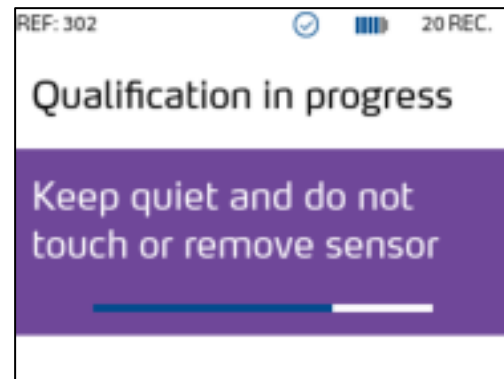 REF: 302 20 REC.
Qualification in progress
Keep quiet and do not
touch or remove sensor